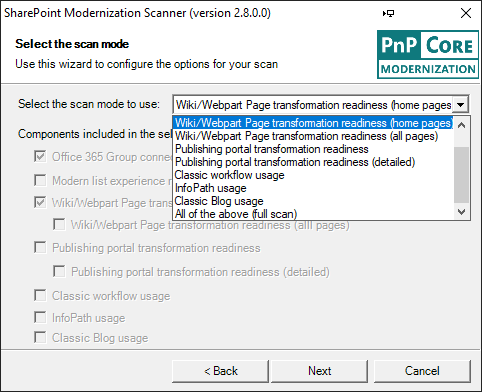 SharePoint Modernization Scanner (version 2.8.0.0)
Select the scan mode
Use this wizard to configure the options for your scan
PnP Core
MODERNIZATION
Select the scan mode to use: Wiki/Webpart Page transformation readiness (home pages
Wiki/Webpart Page transformation readiness (home pages)
Wiki/Webpart Page transformation readiness (all pages)
Publishing portal transformation readiness
Publishing portal transformation readiness (detailed)
Classic workflow usage
InfoPath usage
Classic Blog usage
All of the above (full scan)
Components included in the sel
Office 365 Group connec
Modern list experience r
Wiki/Webpart Page trans
Wiki/Webpart Page transformation readiness (alll pages)
Publishing portal transformation readiness
Publishing portal transformation readiness (detailed)
Classic workflow usage
InfoPath usage
Classic Blog usage
< Back Next Cancel